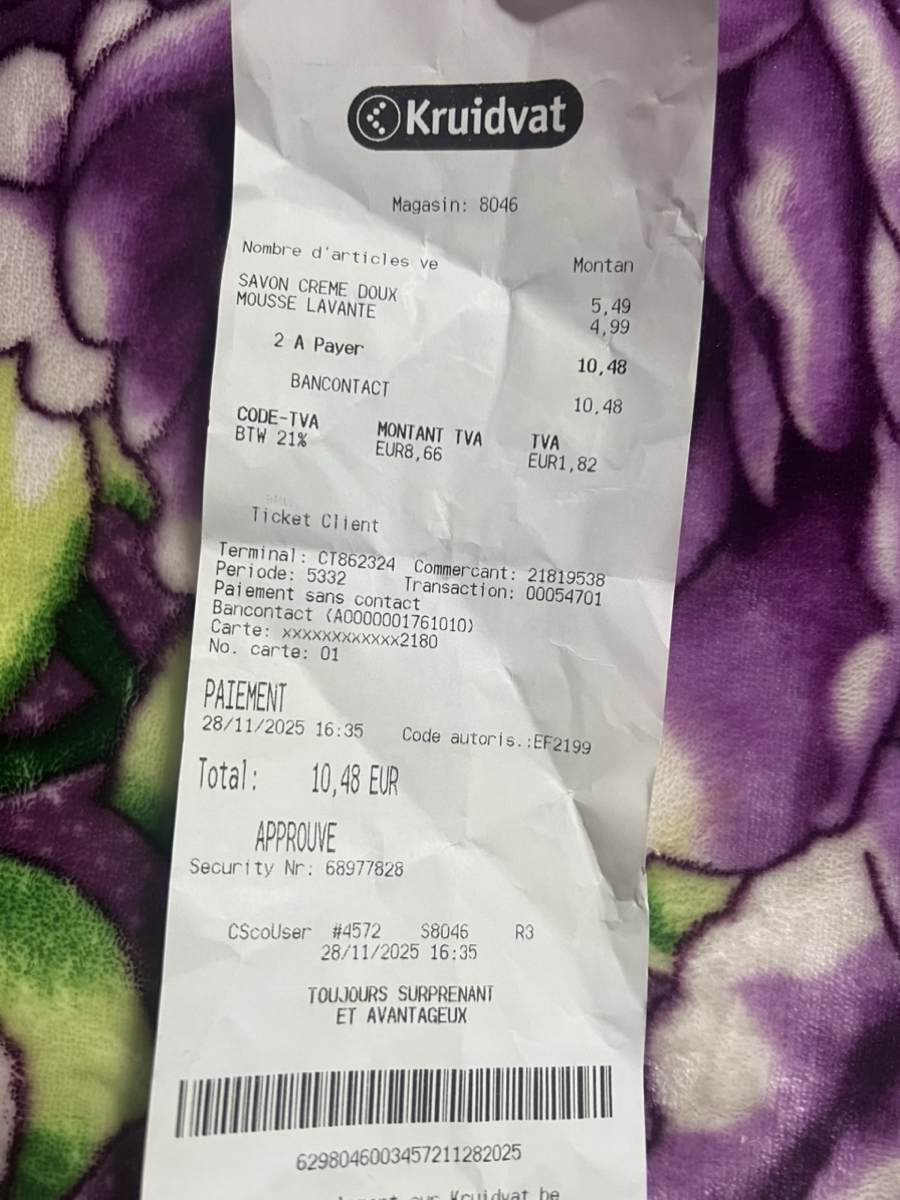 Kruidvat
Magasin: 8046
Nombre d'articles ve Montan
SAVON CREME DOUX 5,49
MOUSSE LAVANTE 4,99
2 A Payer 10,48
BANCONTACT 10,48
CODE-TVA MONTANT TVA TVA
BTW 21% EUR8,66 EUR1,82
Ticket Client
Terminal: CT862324 Commercant: 21819538
Periode: 5332 Transaction: 00054701
Paiement sans contact
Bancontact (A0000001761010)
Carte: xxxxxxxxxxxx2180
No. carte: 01
PAIEMENT
28/11/2025 16:35 Code autoris.:EF2199
Total: 10,48 EUR
APPROUVE
Security Nr: 68977828
CScoUser #4572 S8046 R3
28/11/2025 16:35
TOUJOURS SURPRENANT
ET AVANTAGEUX
6298046003457211282025
sur Kruidvat be